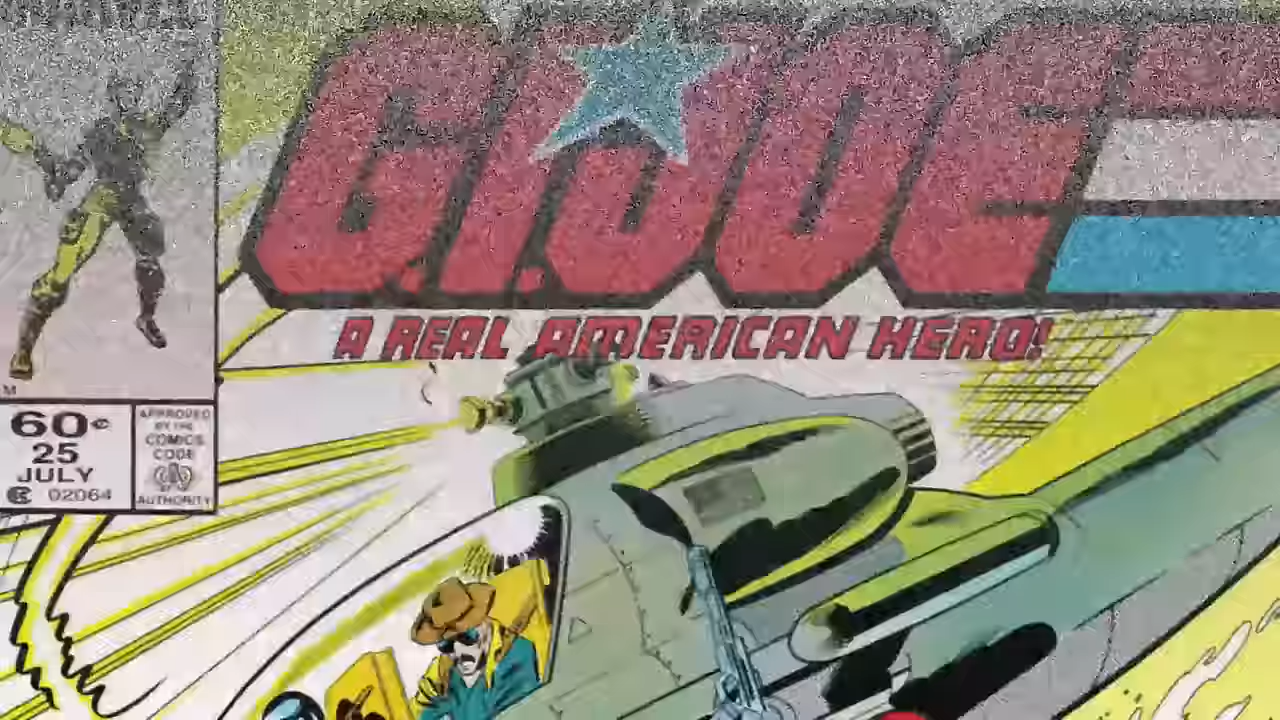 G.I. JOE
A REAL AMERICAN HERO!
M
60¢
25
JULY
02064
APPROVED
BY THE
COMICS
CODE
AUTHORITY